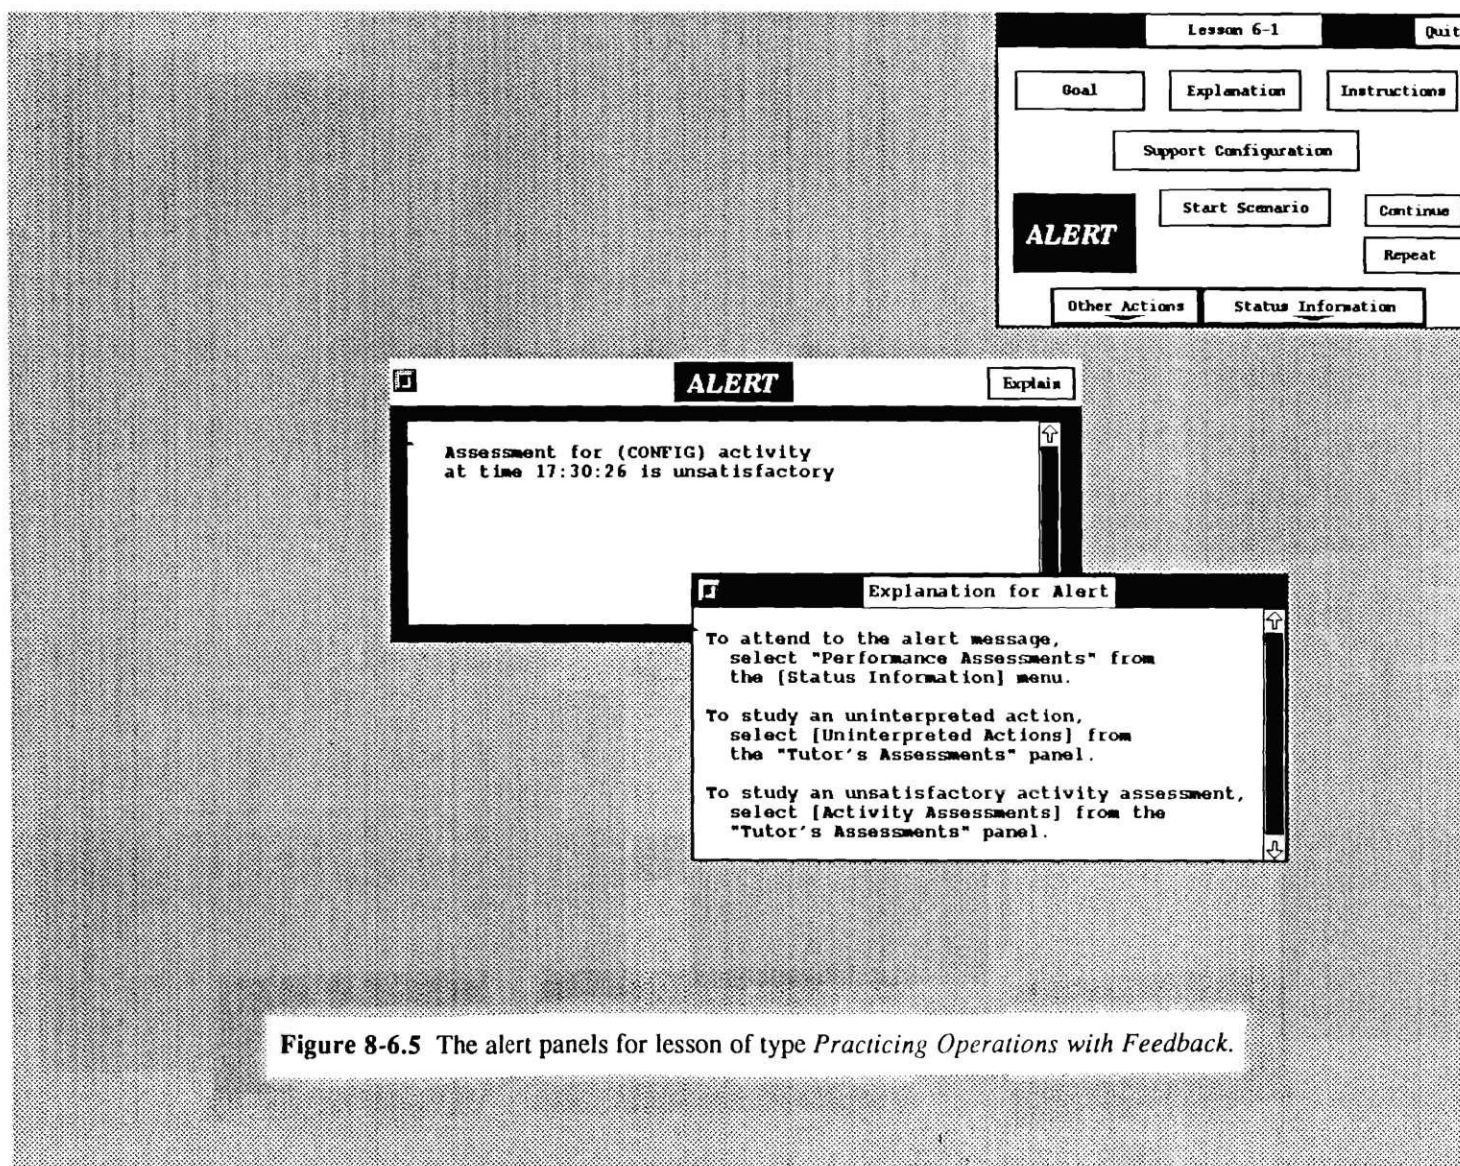 Lesson 6-1 Quit
Goal Explanation Instructions
Support Configuration
Start Scenario Continue
ALERT
Repeat
Other Actions Status Information
ALERT Explain
Assessment for (CONFIG) activity
at time 17:30:26 is unsatisfactory
Explanation for Alert
To attend to the alert message,
select "Performance Assessments" from
the [Status Information] menu.
To study an uninterpreted action,
select [Uninterpreted Actions] from
the "Tutor's Assessments" panel.
To study an unsatisfactory activity assessment,
select [Activity Assessments] from the
"Tutor's Assessments" panel.
Figure 8-6.5 The alert panels for lesson of type Practicing Operations with Feedback.